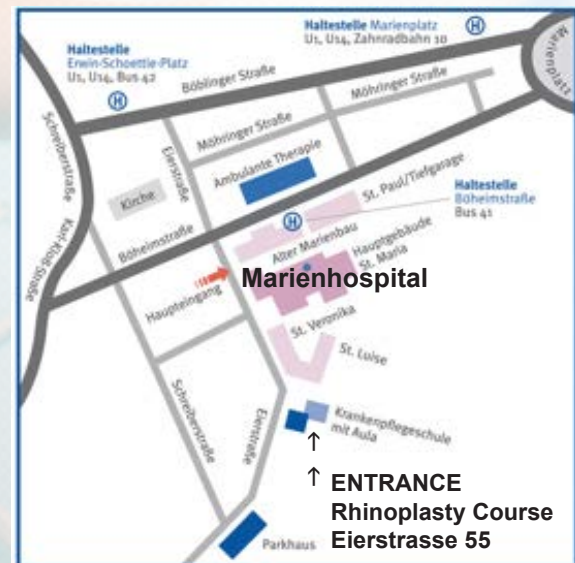 Haltestelle Marienplatz
U1, U14, Zahnradbahn 10
H
Marienplatz
Haltestelle
Erwin-Schoettle-Platz
U1, U14, Bus 42
H
Böblinger Straße
Möhringer Straße
Möhringer Straße
Schreiberstraße
Eierstraße
Ambulante Therapie
Kirche
St. Paul/Tiefgarage
Haltestelle
Böheimstraße
Bus 41
H
Karl-Kloß-Straße
Böheimstraße
Alter Marienbau
Hauptgebäude
St. Maria
Marienhospital
Haupteingang
St. Veronika
St. Luise
Schreiberstraße
Eierstraße
Krankenpflegeschule
mit Aula
↑
↑ ENTRANCE
Rhinoplasty Course
Eierstrasse 55
Parkhaus